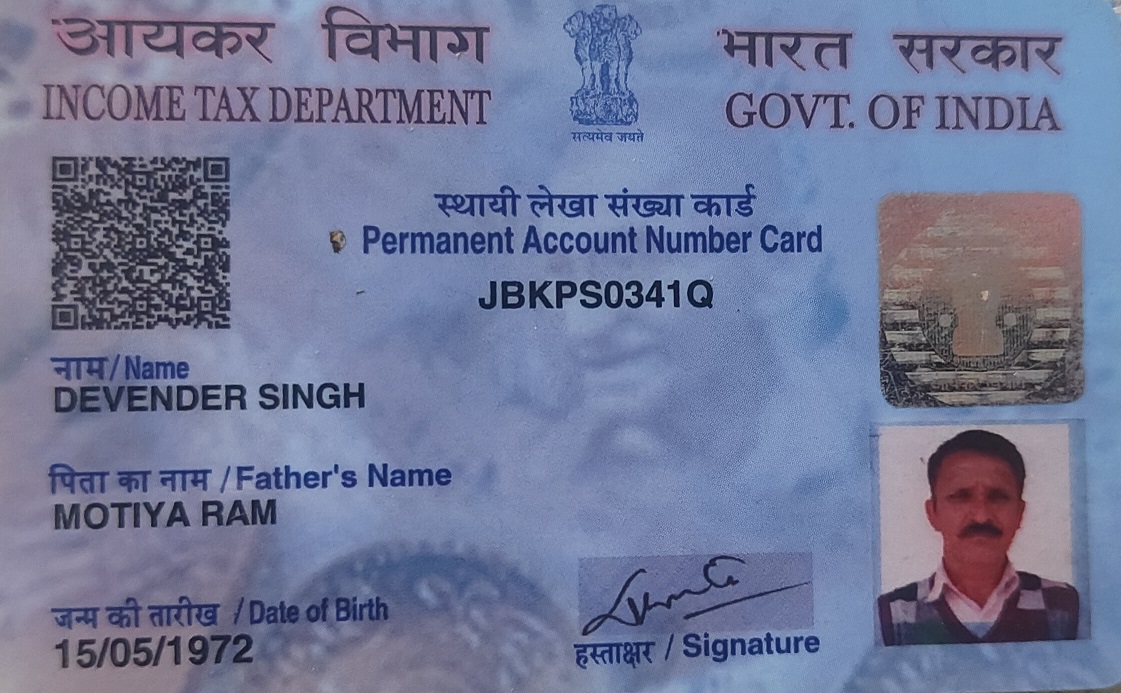 आयकर विभाग
INCOME TAX DEPARTMENT
सत्यमेव जयते
भारत सरकार
GOVT. OF INDIA
स्थायी लेखा संख्या कार्ड
Permanent Account Number Card
JBKPS0341Q
नाम/Name
DEVENDER SINGH
पिता का नाम /Father's Name
MOTIYA RAM
जन्म की तारीख /Date of Birth
15/05/1972
हस्ताक्षर / Signature